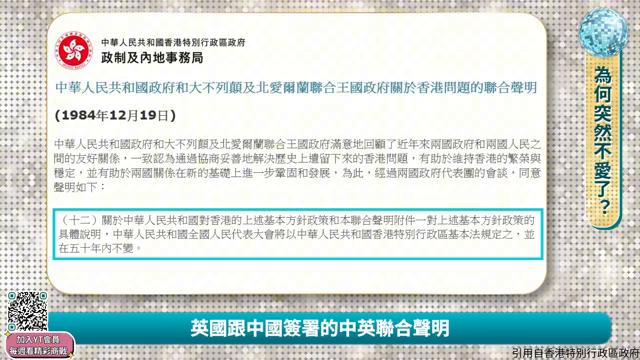 中華人民共和國香港特別行政區政府
政制及內地事務局
中華人民共和國政府和大不列顛及北愛爾蘭聯合王國政府關於香港問題的聯合聲明
(1984年12月19日)
中華人民共和國政府和大不列顛及北愛爾蘭聯合王國政府滿意地回顧了近年來兩國政府和兩國人民之
間的友好關係，一致認為通過協商妥善地解決歷史上遺留下來的香港問題，有助於維持香港的繁榮與
穩定，並有助於兩國關係在新的基礎上進一步鞏固和發展，為此，經過兩國政府代表團的會談，同意
聲明如下：
（十二）關於中華人民共和國對香港的上述基本方針政策和本聯合聲明附件一對上述基本方針政策的
具體說明，中華人民共和國全國人民代表大會將以中華人民共和國香港特別行政區基本法規定之，並
在五十年內不變。
為何突然不愛了？
英國跟中國簽署的中英聯合聲明
加入YT會員
每週看精彩商戰
引用自香港特別行政區政府